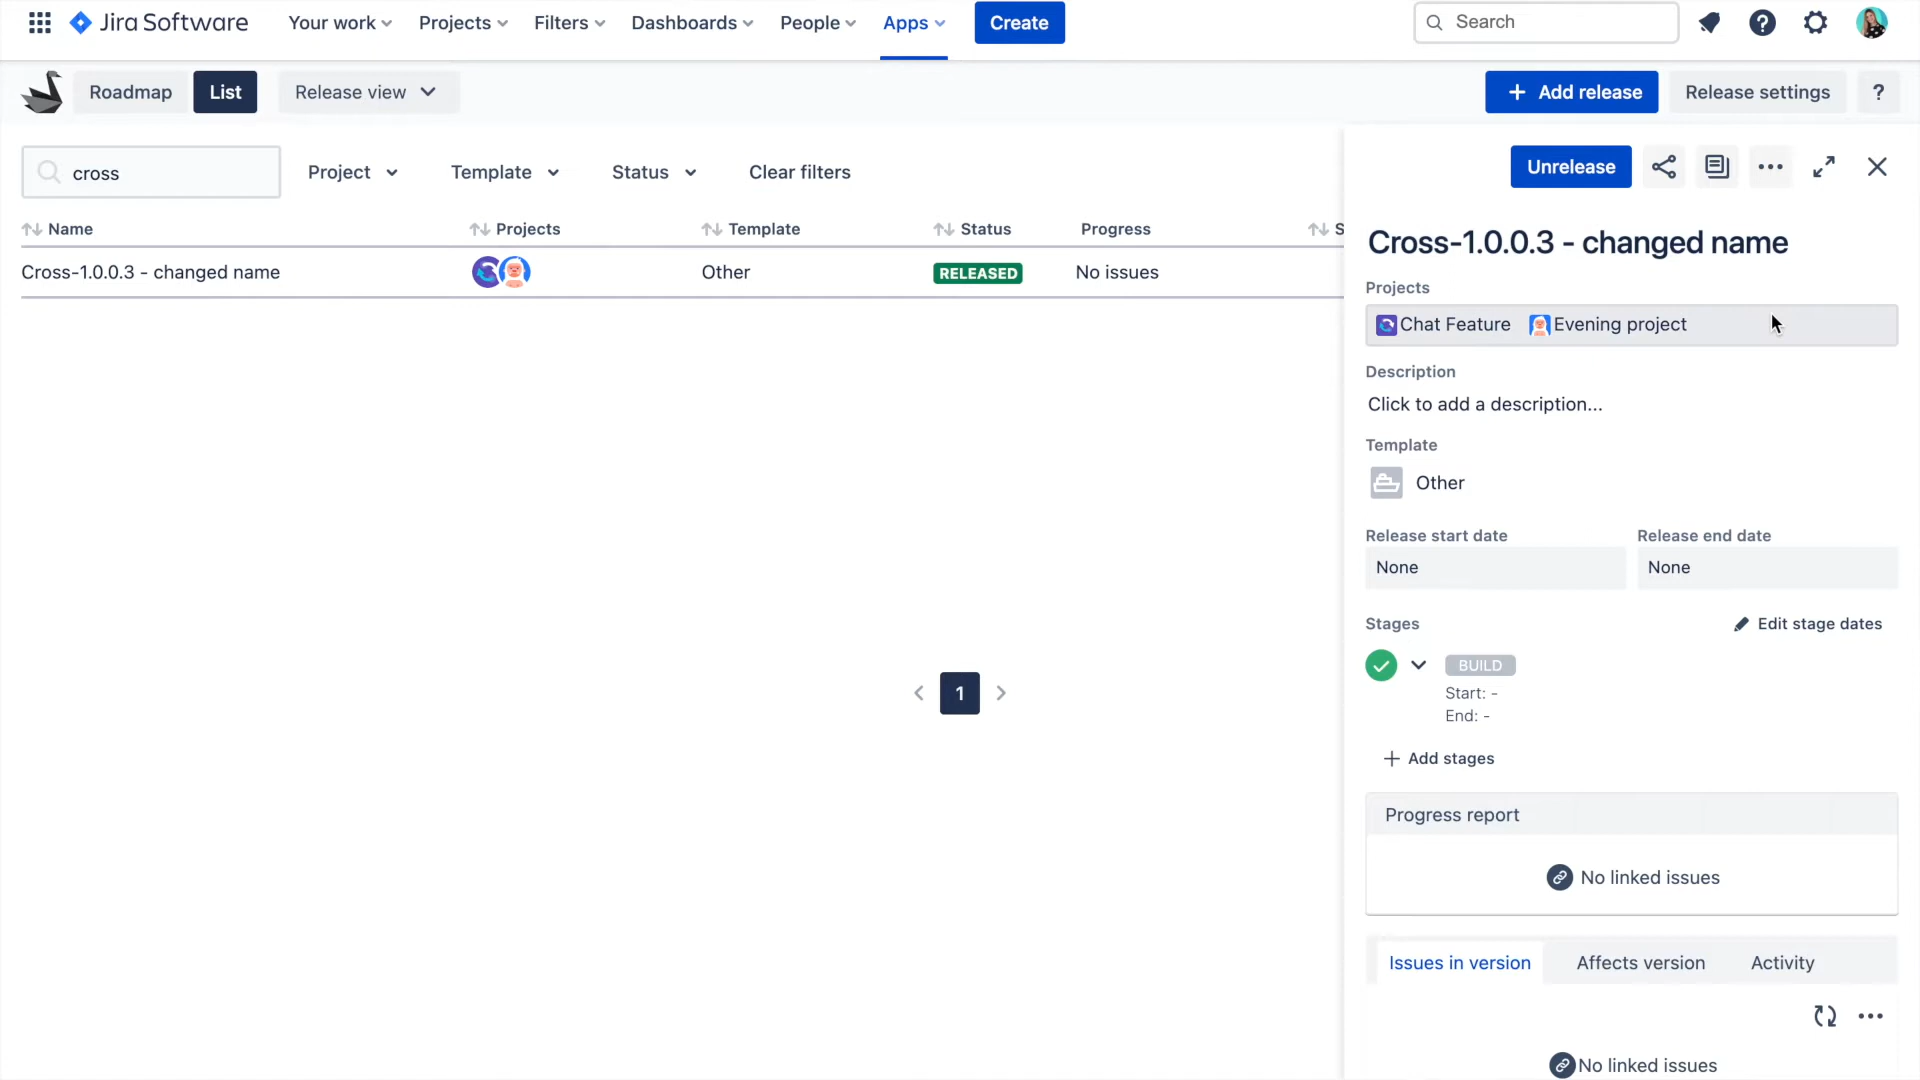 Jira Software Your work Projects Filters Dashboards People Apps Create Search
Roadmap List Release view + Add release Release settings ?
cross Project Template Status Clear filters
Unrelease
Name Projects Template Status Progress S
Cross-1.0.0.3 - changed name Other RELEASED No issues
1
Cross-1.0.0.3 - changed name
Projects
Chat Feature Evening project
Description
Click to add a description...
Template
Other
Release start date Release end date
None None
Stages Edit stage dates
BUILD
Start: -
End: -
+ Add stages
Progress report
No linked issues
Issues in version Affects version Activity
No linked issues